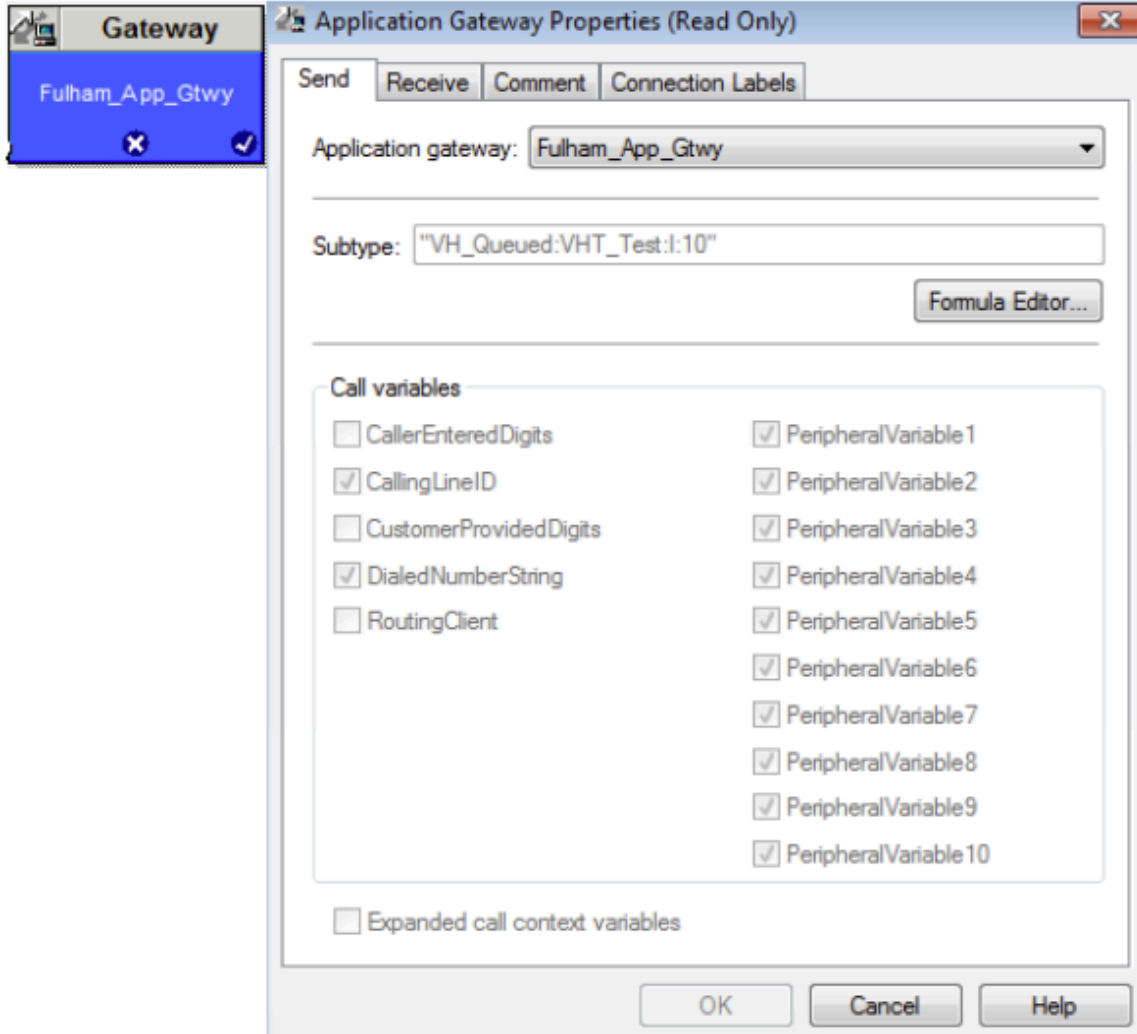 Gateway
Fulham_App_Gtwy
Application Gateway Properties (Read Only)
Send Receive Comment Connection Labels
Application gateway: Fulham_App_Gtwy
Subtype: "VH_Queued:VHT_Test:I:10"
Formula Editor...
Call variables
CallerEnteredDigits PeripheralVariable1
CallingLineID PeripheralVariable2
CustomerProvidedDigits PeripheralVariable3
DialedNumberString PeripheralVariable4
RoutingClient PeripheralVariable5
PeripheralVariable6
PeripheralVariable7
PeripheralVariable8
PeripheralVariable9
PeripheralVariable10
Expanded call context variables
OK Cancel Help